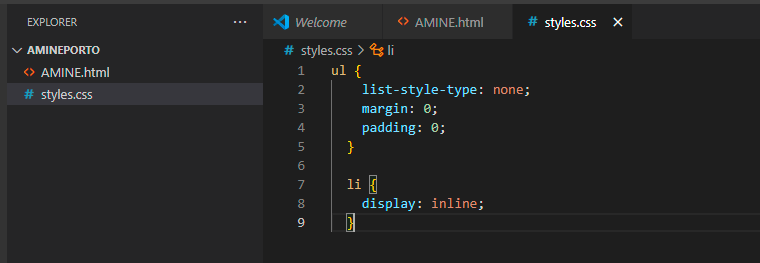 EXPLORER ...
AMINEPORTO
<> AMINE.html
# styles.css
Welcome
<> AMINE.html
# styles.css ×
# styles.css > li
1 ul {
2     list-style-type: none;
3     margin: 0;
4     padding: 0;
5   }
6
7   li {
8     display: inline;
9   }